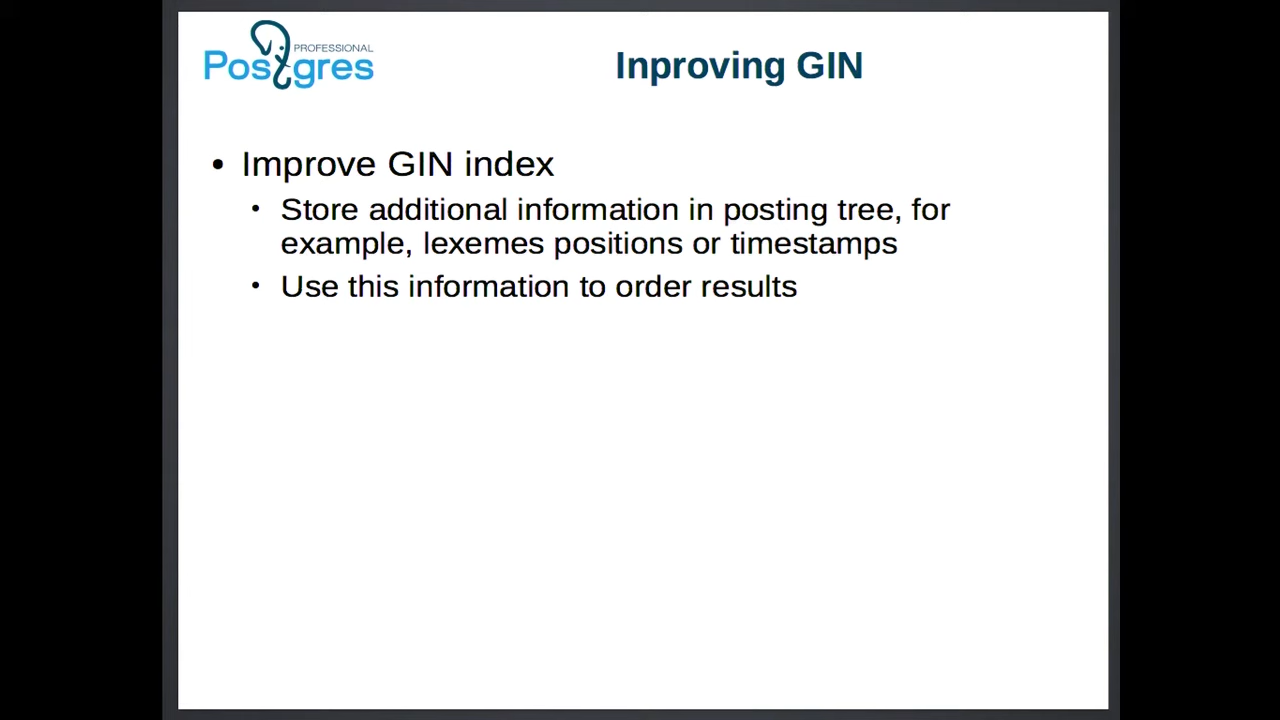 PROFESSIONAL
Postgres
Inproving GIN
• Improve GIN index
• Store additional information in posting tree, for
example, lexemes positions or timestamps
• Use this information to order results